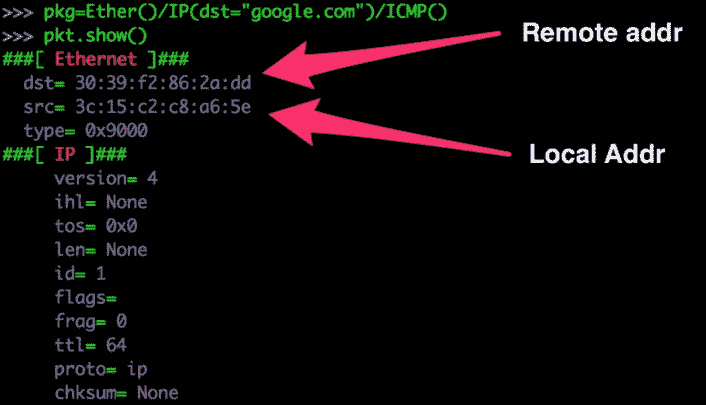 >>> pkg=Ether()/IP(dst="google.com")/ICMP()
>>> pkt.show()
Remote addr
###[ Ethernet ]###
dst= 30:39:f2:86:2a:dd
src= 3c:15:c2:c8:a6:5e
type= 0x9000
Local Addr
###[ IP ]###
version= 4
ihl= None
tos= 0x0
len= None
id= 1
flags=
frag= 0
ttl= 64
proto= ip
chksum= None